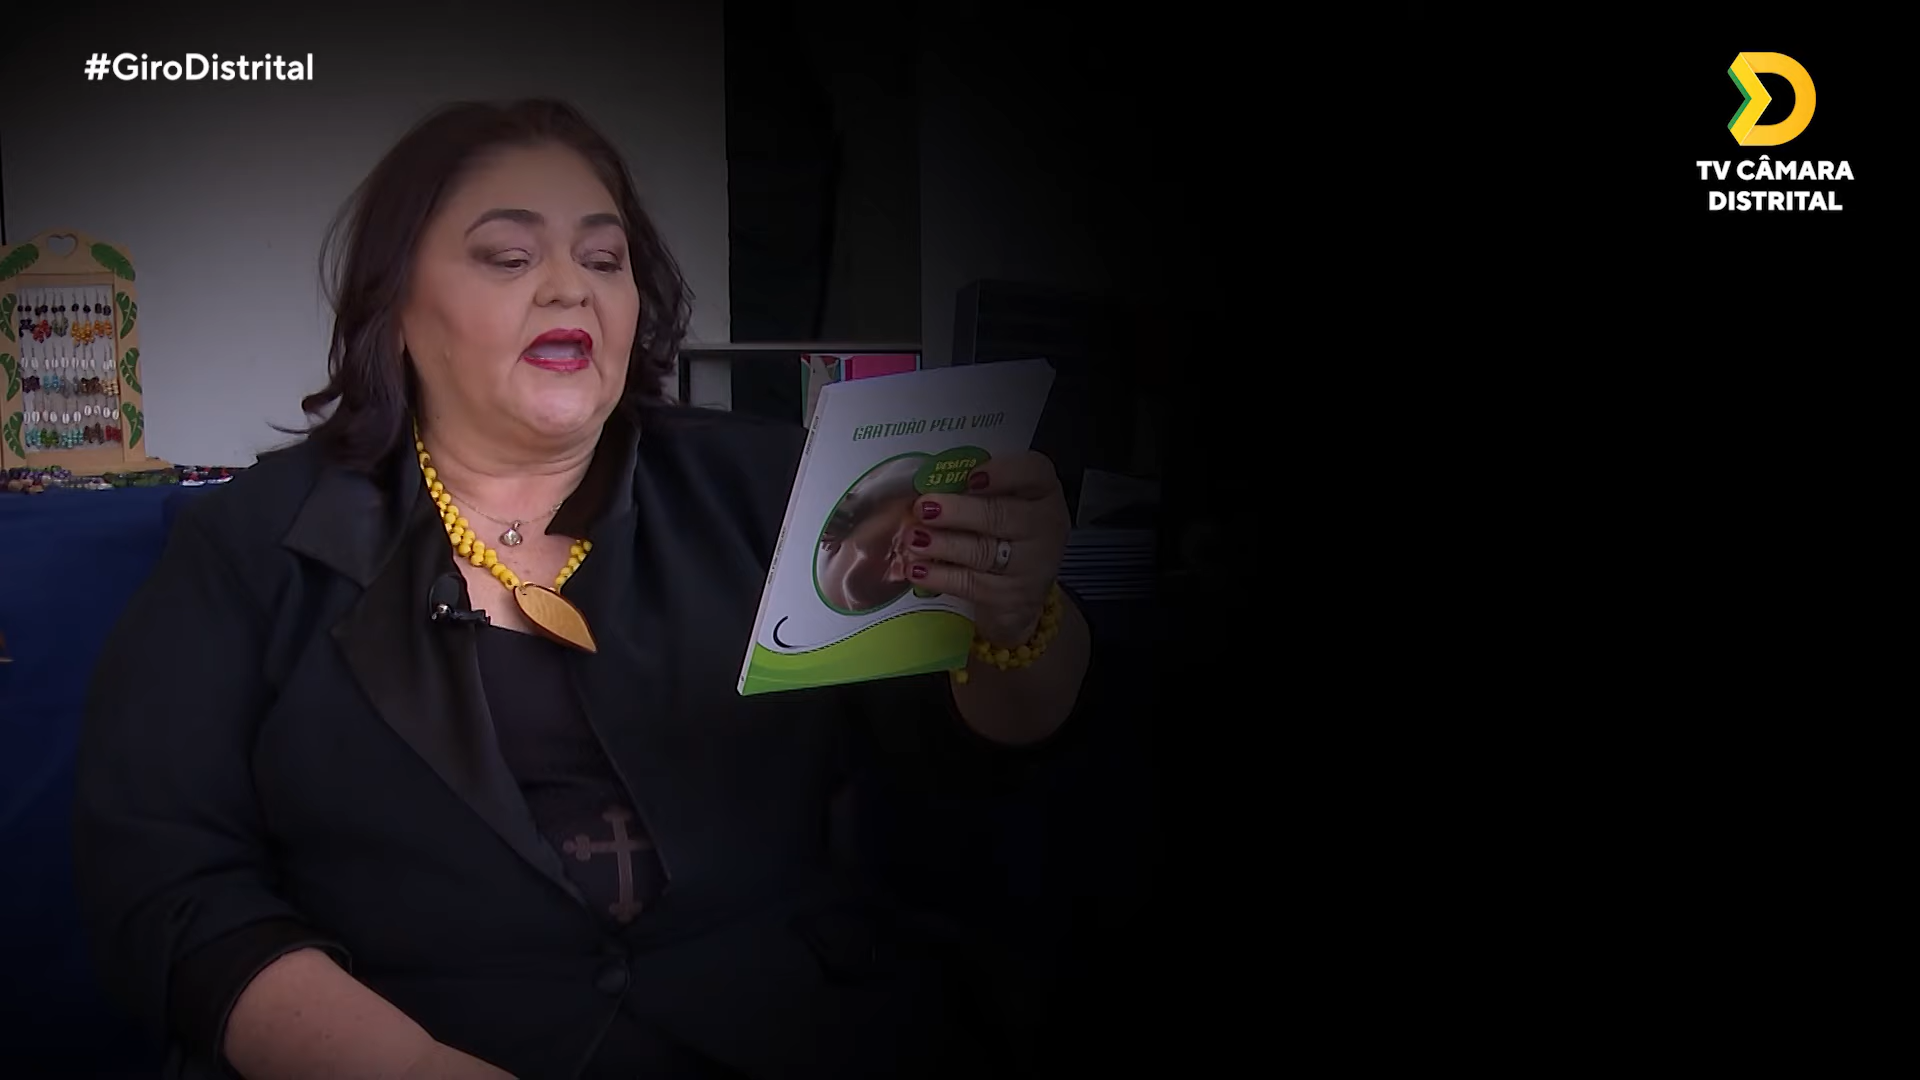 #GiroDistrital
TV CÂMARA
DISTRITAL
GRATIDÃO PELA VIDA
DESAFIO
33 DIA